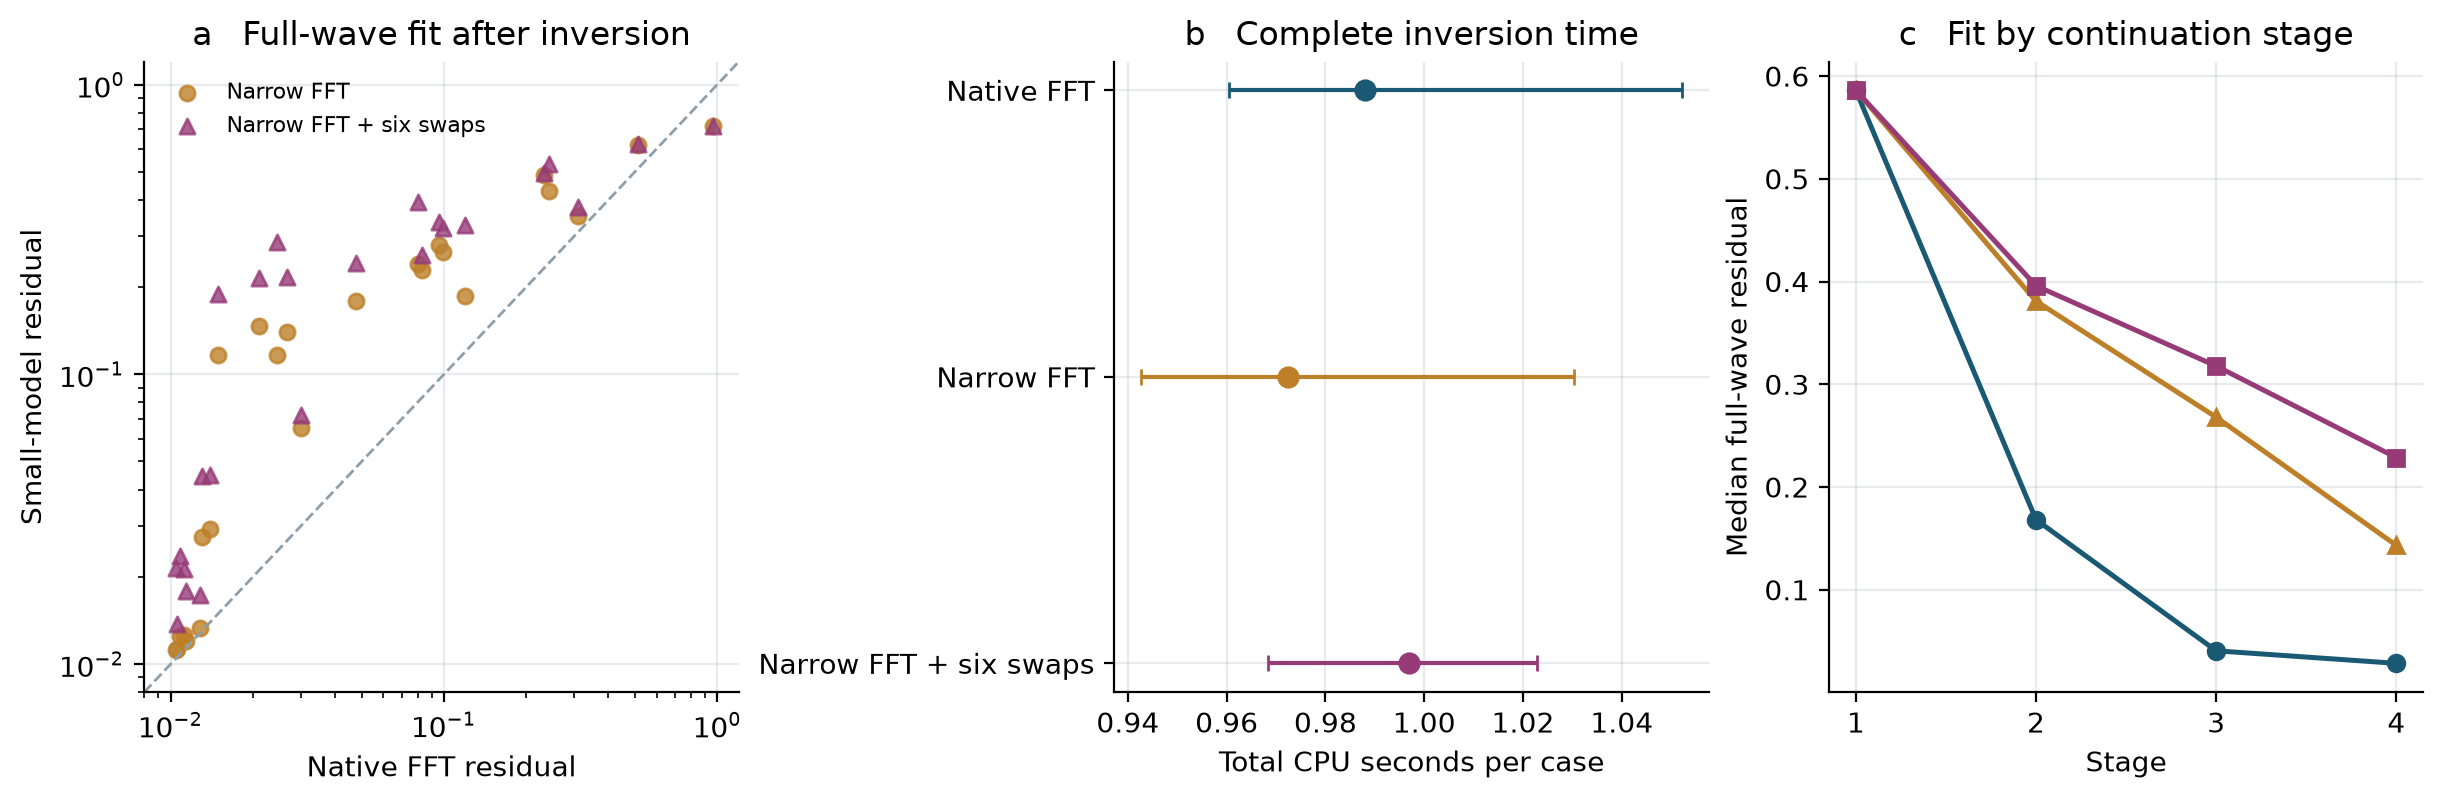 a Full-wave fit after inversion
Narrow FFT
Narrow FFT + six swaps
10⁰
10⁻¹
10⁻²
Small-model residual
10⁻² 10⁻¹ 10⁰
Native FFT residual
b Complete inversion time
Native FFT
Narrow FFT
Narrow FFT + six swaps
0.94 0.96 0.98 1.00 1.02 1.04
Total CPU seconds per case
c Fit by continuation stage
0.6
0.5
0.4
0.3
0.2
0.1
Median full-wave residual
1 2 3 4
Stage